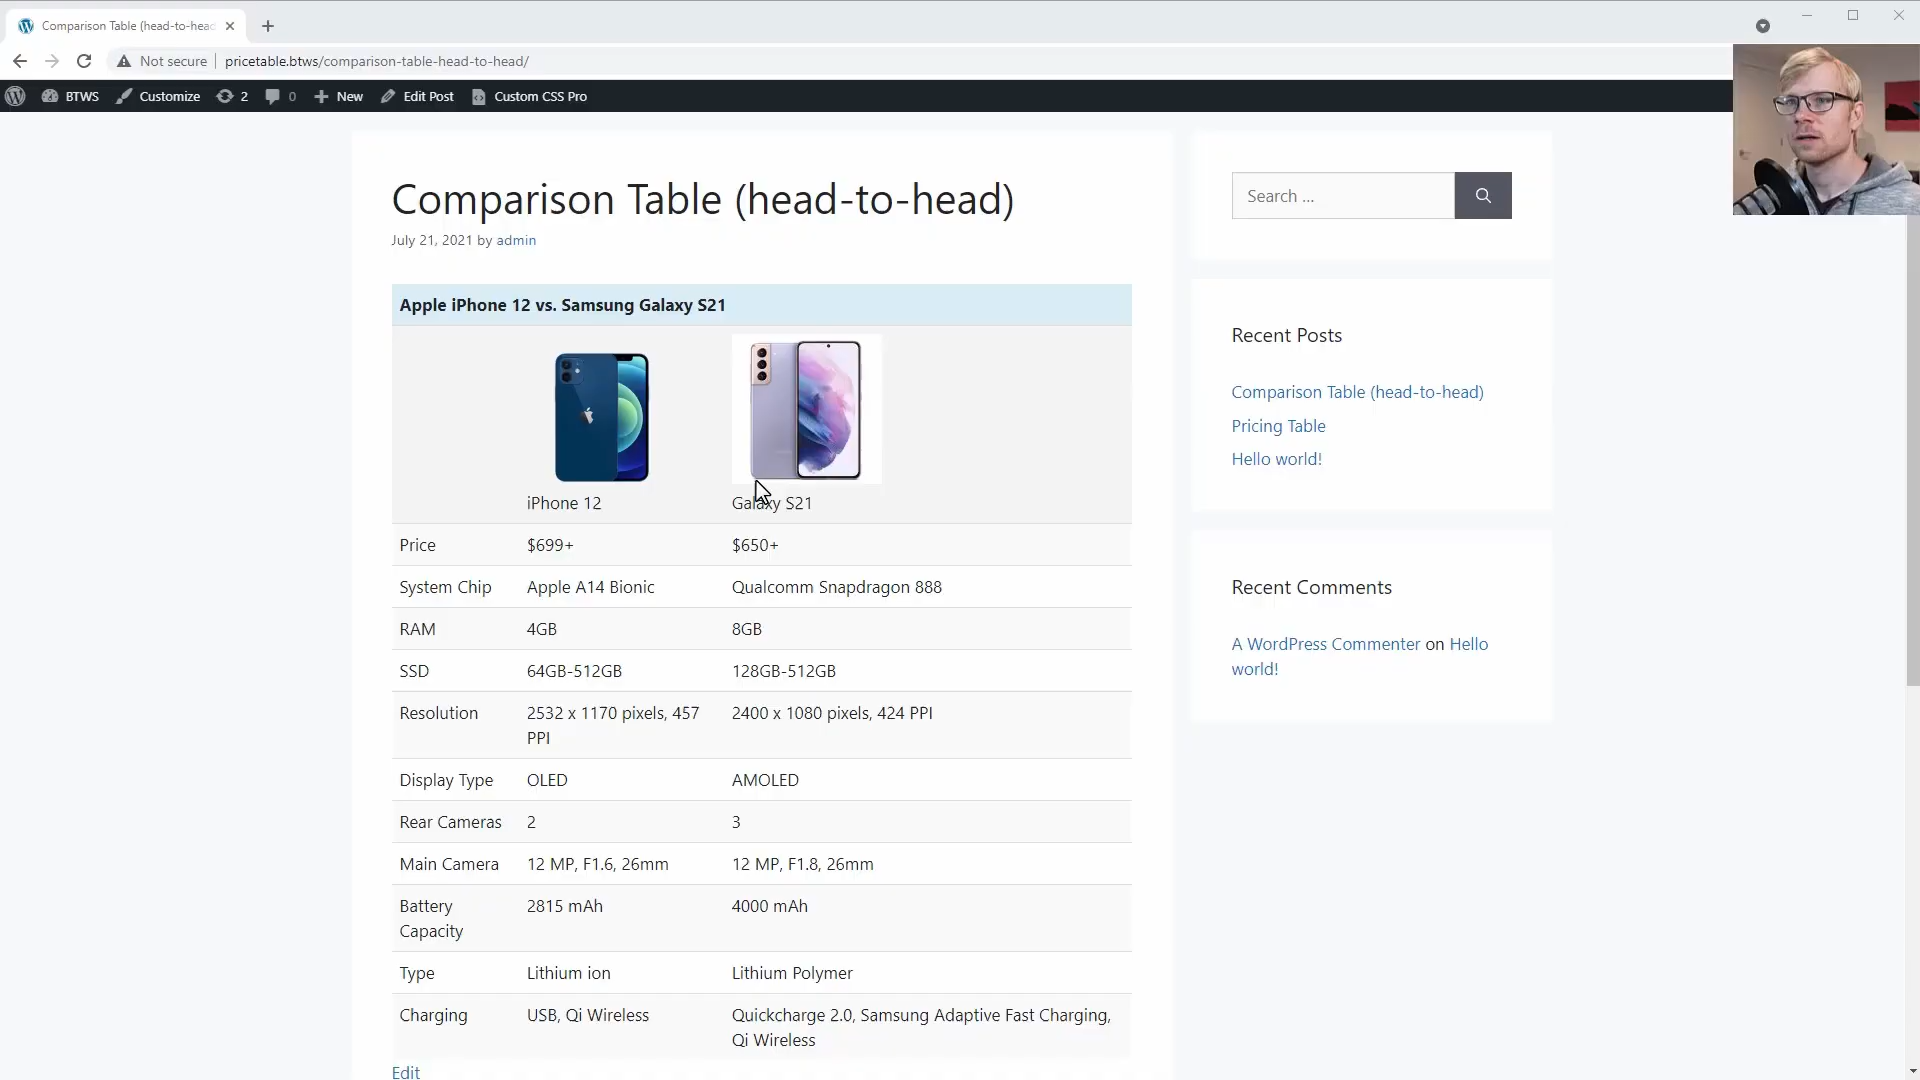 Comparison Table (head-to-head
Not secure
pricetable.btws/comparison-table-head-to-head/
BTWS Customize 2 0 New Edit Post Custom CSS Pro
Comparison Table (head-to-head)
July 21, 2021 by admin
Apple iPhone 12 vs. Samsung Galaxy S21
iPhone 12 Galaxy S21
Price $699+ $650+
System Chip Apple A14 Bionic Qualcomm Snapdragon 888
RAM 4GB 8GB
SSD 64GB-512GB 128GB-512GB
Resolution 2532 x 1170 pixels, 457 2400 x 1080 pixels, 424 PPI
PPI
Display Type OLED AMOLED
Rear Cameras 2 3
Main Camera 12 MP, F1.6, 26mm 12 MP, F1.8, 26mm
Battery 2815 mAh 4000 mAh
Capacity
Type Lithium ion Lithium Polymer
Charging USB, Qi Wireless Quickcharge 2.0, Samsung Adaptive Fast Charging,
Qi Wireless
Edit
Search ...
Recent Posts
Comparison Table (head-to-head)
Pricing Table
Hello world!
Recent Comments
A WordPress Commenter on Hello
world!